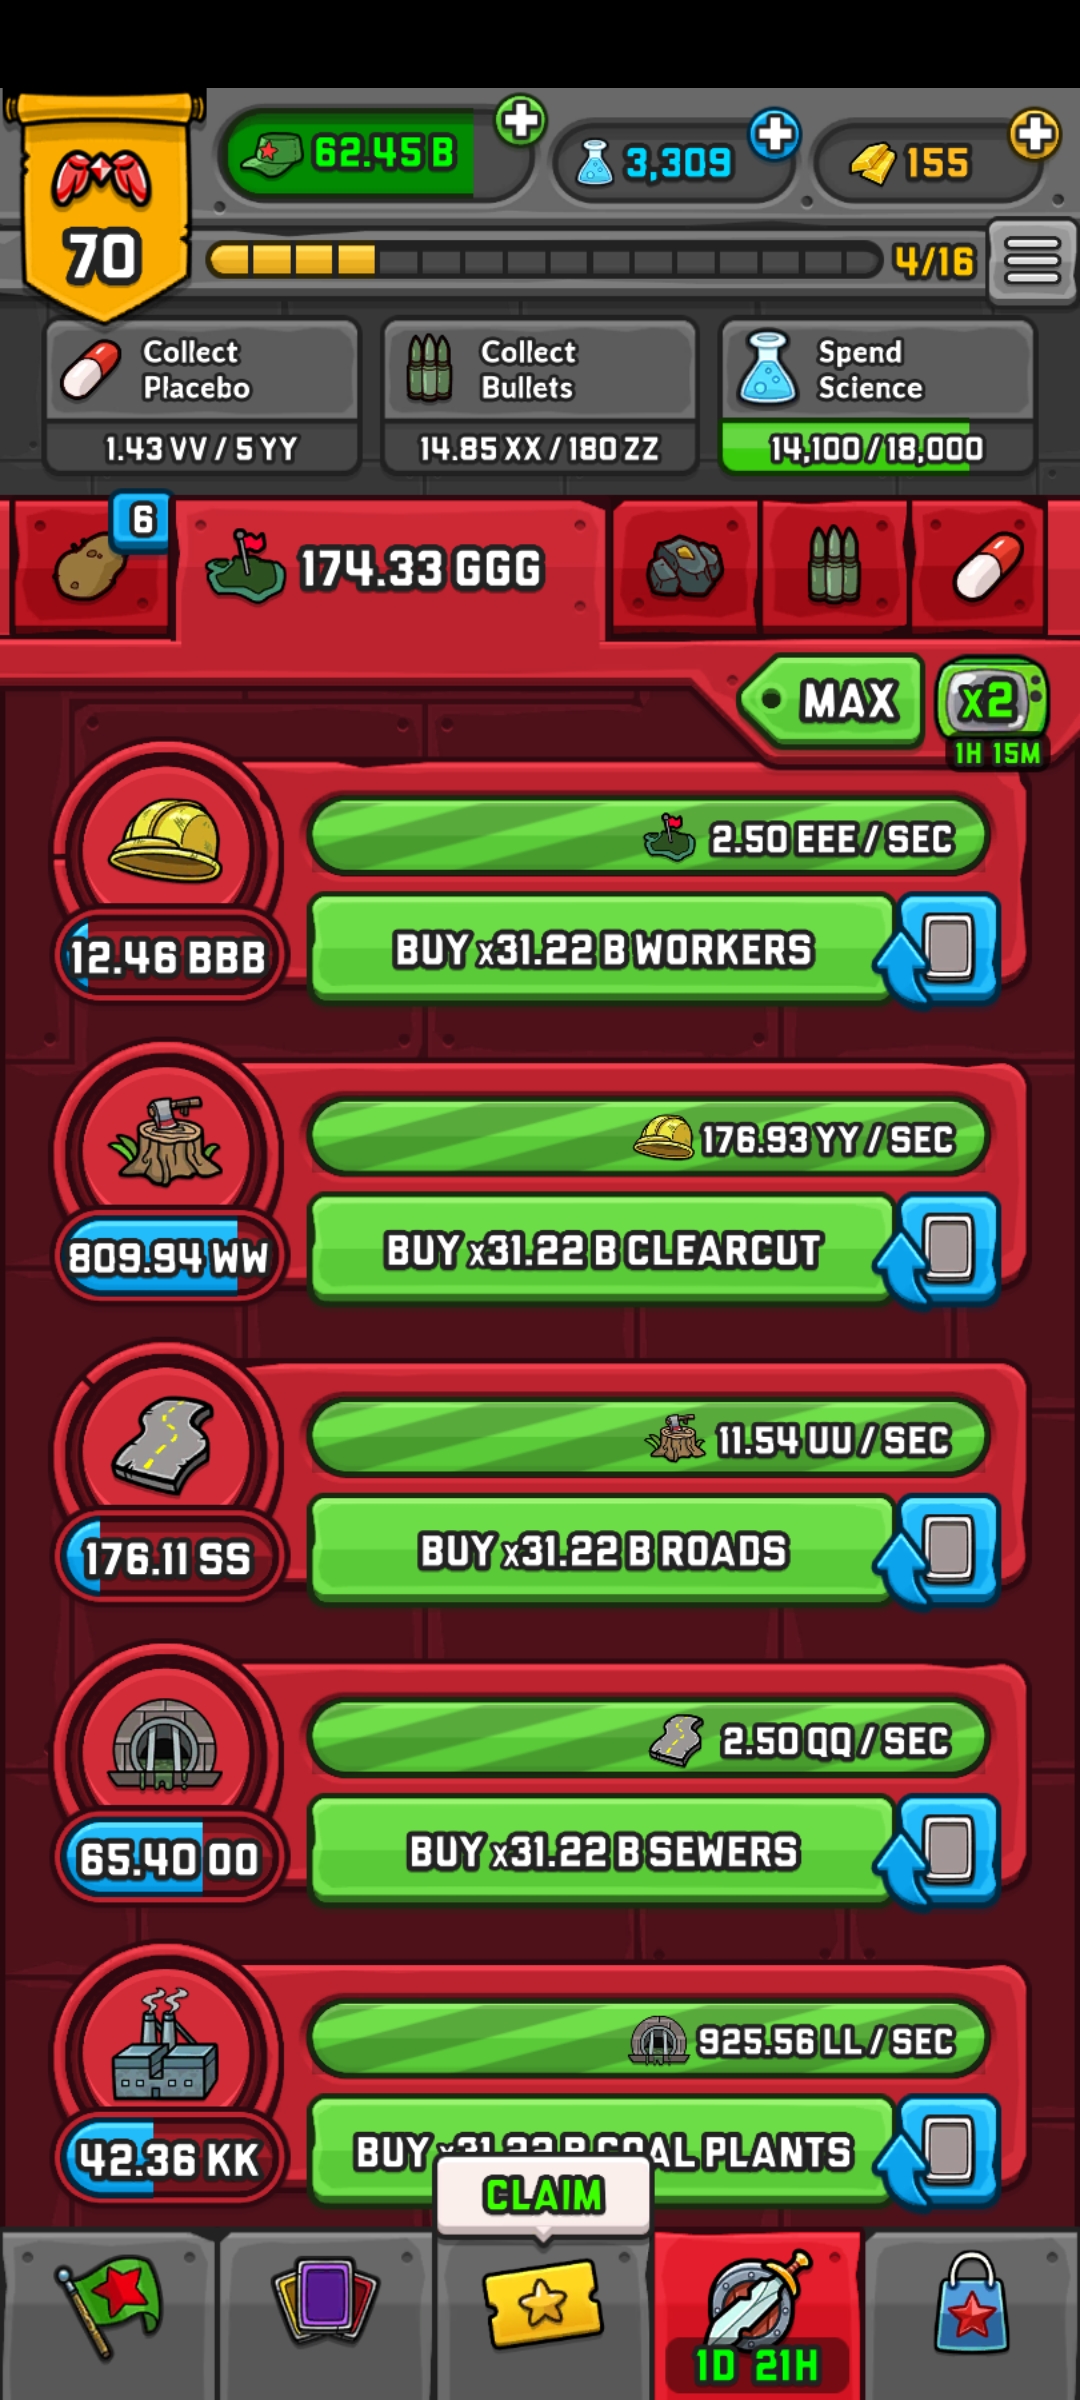 62.45 B
3,309
155
70
4/16
Collect
Placebo
1.43 VV / 5 YY
Collect
Bullets
14.85 XX / 180 ZZ
Spend
Science
14,100 / 18,000
6
174.33 GGG
MAX
x2
1H 15M
2.50 EEE / SEC
12.46 BBB
BUY x31.22 B WORKERS
176.93 YY / SEC
809.94 WW
BUY x31.22 B CLEARCUT
11.54 UU / SEC
176.11 SS
BUY x31.22 B ROADS
2.50 QQ / SEC
65.40 OO
BUY x31.22 B SEWERS
925.56 LL / SEC
42.36 KK
BUY x31.22 B COAL PLANTS
CLAIM
1D 21H